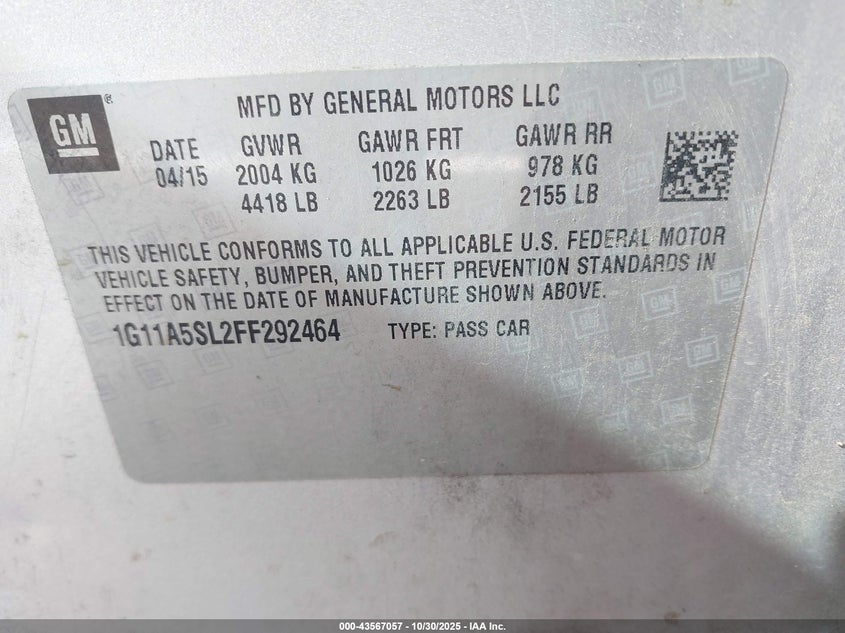 GM®
MFD BY GENERAL MOTORS LLC
DATE GVWR GAWR FRT GAWR RR
04/15 2004 KG 1026 KG 978 KG
4418 LB 2263 LB 2155 LB
THIS VEHICLE CONFORMS TO ALL APPLICABLE U.S. FEDERAL MOTOR
VEHICLE SAFETY, BUMPER, AND THEFT PREVENTION STANDARDS IN
EFFECT ON THE DATE OF MANUFACTURE SHOWN ABOVE.
1G11A5SL2FF292464 TYPE: PASS CAR
000-43567057 - 10/30/2025 - IAA Inc.